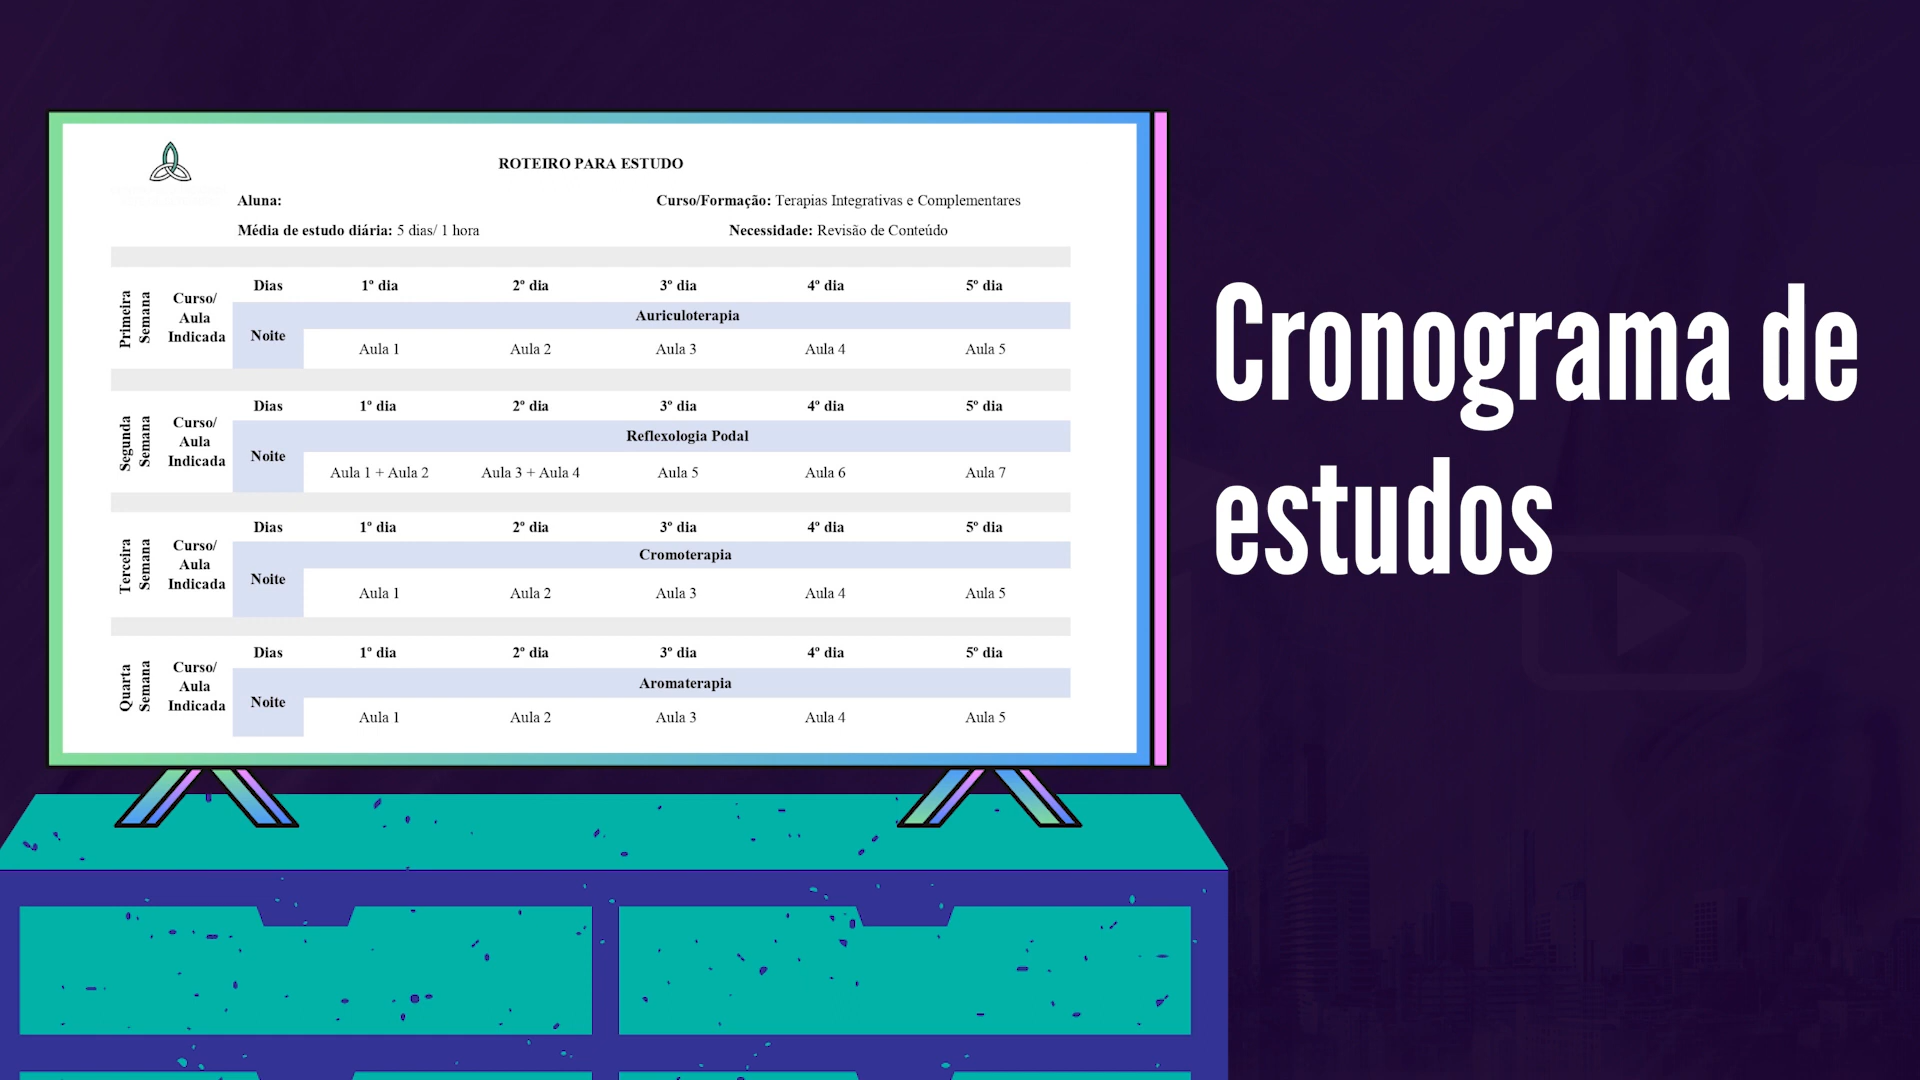 ROTEIRO PARA ESTUDO
Aluna:
Curso/Formação: Terapias Integrativas e Complementares
Média de estudo diária: 5 dias/ 1 hora
Necessidade: Revisão de Conteúdo
Primeira Semana
Curso/ Aula Indicada
Dias 1º dia 2º dia 3º dia 4º dia 5º dia
Auriculoterapia
Noite
Aula 1 Aula 2 Aula 3 Aula 4 Aula 5
Segunda Semana
Curso/ Aula Indicada
Dias 1º dia 2º dia 3º dia 4º dia 5º dia
Reflexologia Podal
Noite
Aula 1 + Aula 2 Aula 3 + Aula 4 Aula 5 Aula 6 Aula 7
Terceira Semana
Curso/ Aula Indicada
Dias 1º dia 2º dia 3º dia 4º dia 5º dia
Cromoterapia
Noite
Aula 1 Aula 2 Aula 3 Aula 4 Aula 5
Quarta Semana
Curso/ Aula Indicada
Dias 1º dia 2º dia 3º dia 4º dia 5º dia
Aromaterapia
Noite
Aula 1 Aula 2 Aula 3 Aula 4 Aula 5
Cronograma de
estudos